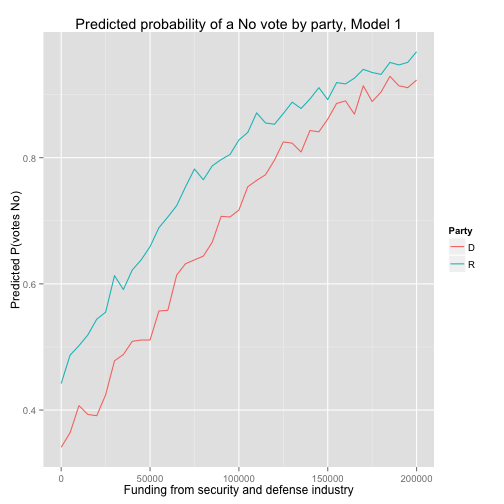 Predicted probability of a No vote by party, Model 1
Predicted P(votes No)
0.8
0.6
0.4
0
50000
100000
150000
200000
Funding from security and defense industry
Party
D
R